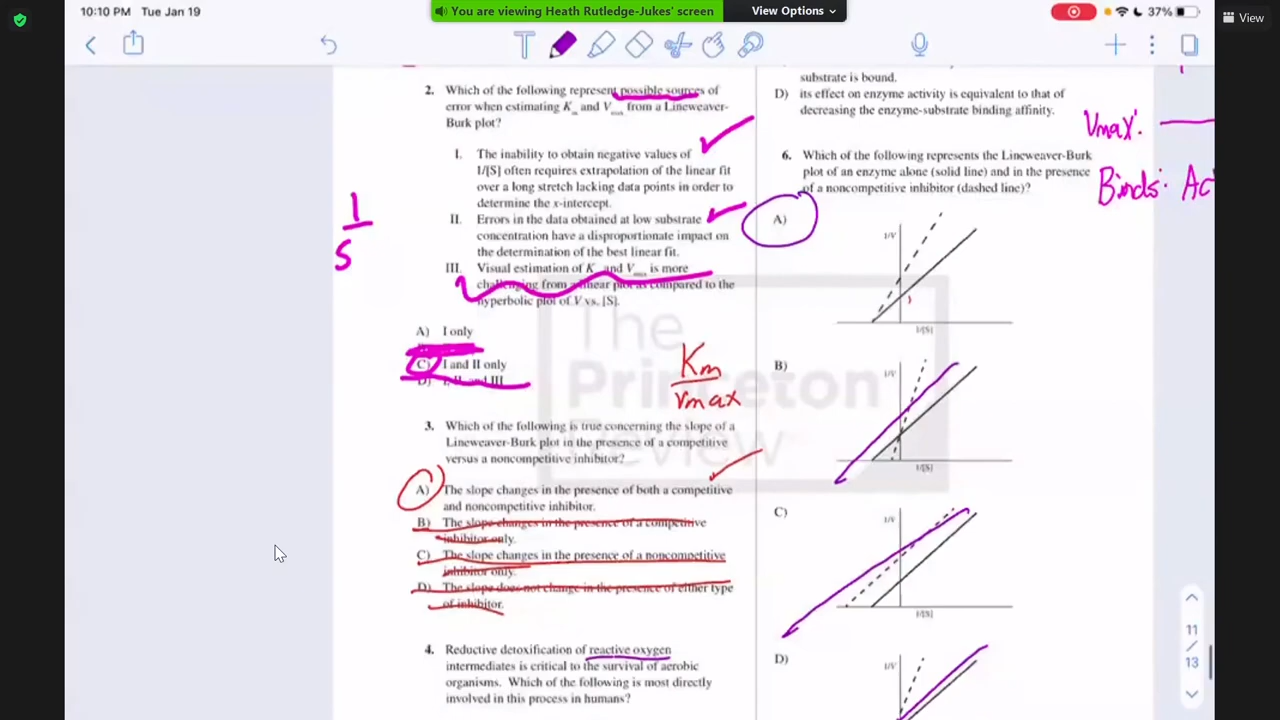 10:10 PM Tue Jan 19
You are viewing Heath Rutledge-Jukes' screen
View Options
37%
View
2. Which of the following represent possible sources of
error when estimating Km and Vmax from a Lineweaver-
Burk plot?
I. The inability to obtain negative values of
1/[S] often requires extrapolation of the linear fit
over a long stretch lacking data points in order to
determine the x-intercept.
II. Errors in the data obtained at low substrate
concentration have a disproportionate impact on
the determination of the best linear fit.
III. Visual estimation of K and Vmax is more
challenging from a linear plot as compared to the
hyperbolic plot of V vs. [S].
A) I only
C) I and II only
D) I, II, and III
1
S
Km
Vmax
3. Which of the following is true concerning the slope of a
Lineweaver-Burk plot in the presence of a competitive
versus a noncompetitive inhibitor?
A) The slope changes in the presence of both a competitive
and noncompetitive inhibitor.
B) The slope changes in the presence of a competitive
inhibitor only.
C) The slope changes in the presence of a noncompetitive
inhibitor only.
D) The slope does not change in the presence of either type
of inhibitor.
4. Reductive detoxification of reactive oxygen
intermediates is critical to the survival of aerobic
organisms. Which of the following is most directly
involved in this process in humans?
substrate is bound.
D) its effect on enzyme activity is equivalent to that of
decreasing the enzyme-substrate binding affinity.
Vmax:
6. Which of the following represents the Lineweaver-Burk
plot of an enzyme alone (solid line) and in the presence
of a noncompetitive inhibitor (dashed line)?
Binds: Ac
A)
1/V
1/[S]
B)
1/V
1/[S]
C)
1/V
1/[S]
D)
1/V
The
Princeton
Review
11
/
13